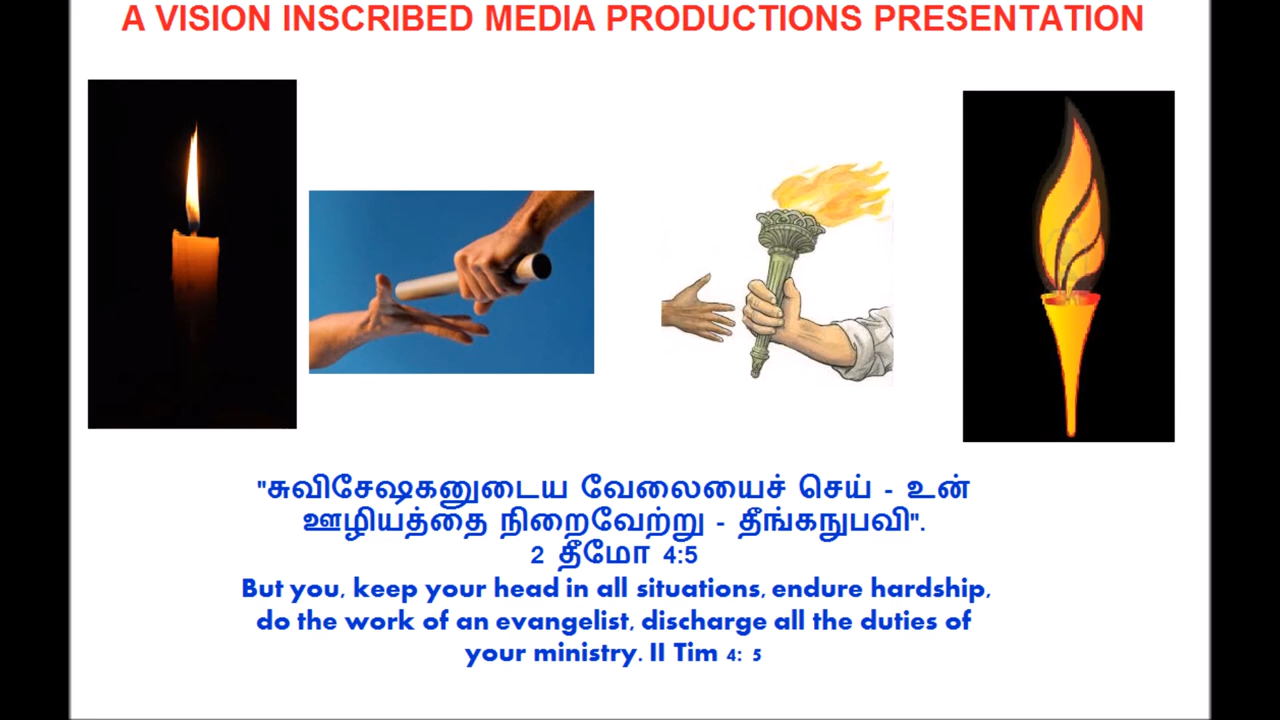 A VISION INSCRIBED MEDIA PRODUCTIONS PRESENTATION
"சுவிசேஷகனுடைய வேலையைச் செய் - உன்
ஊழியத்தை நிறைவேற்று - தீங்கநுபவி".
2 தீமோ 4:5
But you, keep your head in all situations, endure hardship,
do the work of an evangelist, discharge all the duties of
your ministry. II Tim 4: 5